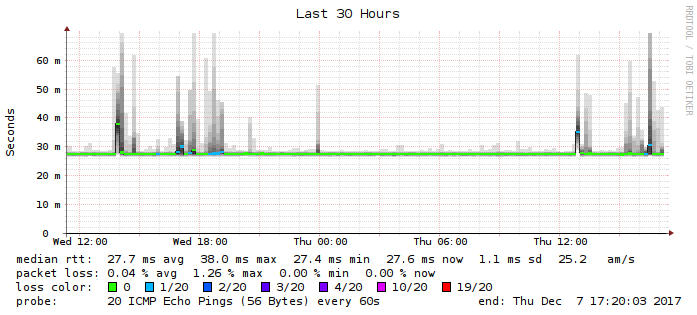 Last 30 Hours
RRDTOOL / TOBI OETIKER
Seconds
60 m
50 m
40 m
30 m
20 m
10 m
0
Wed 12:00 Wed 18:00 Thu 00:00 Thu 06:00 Thu 12:00
median rtt: 27.7 ms avg 38.0 ms max 27.4 ms min 27.6 ms now 1.1 ms sd 25.2 am/s
packet loss: 0.04 % avg 1.26 % max 0.00 % min 0.00 % now
loss color: 0 1/20 2/20 3/20 4/20 10/20 19/20
probe: 20 ICMP Echo Pings (56 Bytes) every 60s end: Thu Dec 7 17:20:03 2017